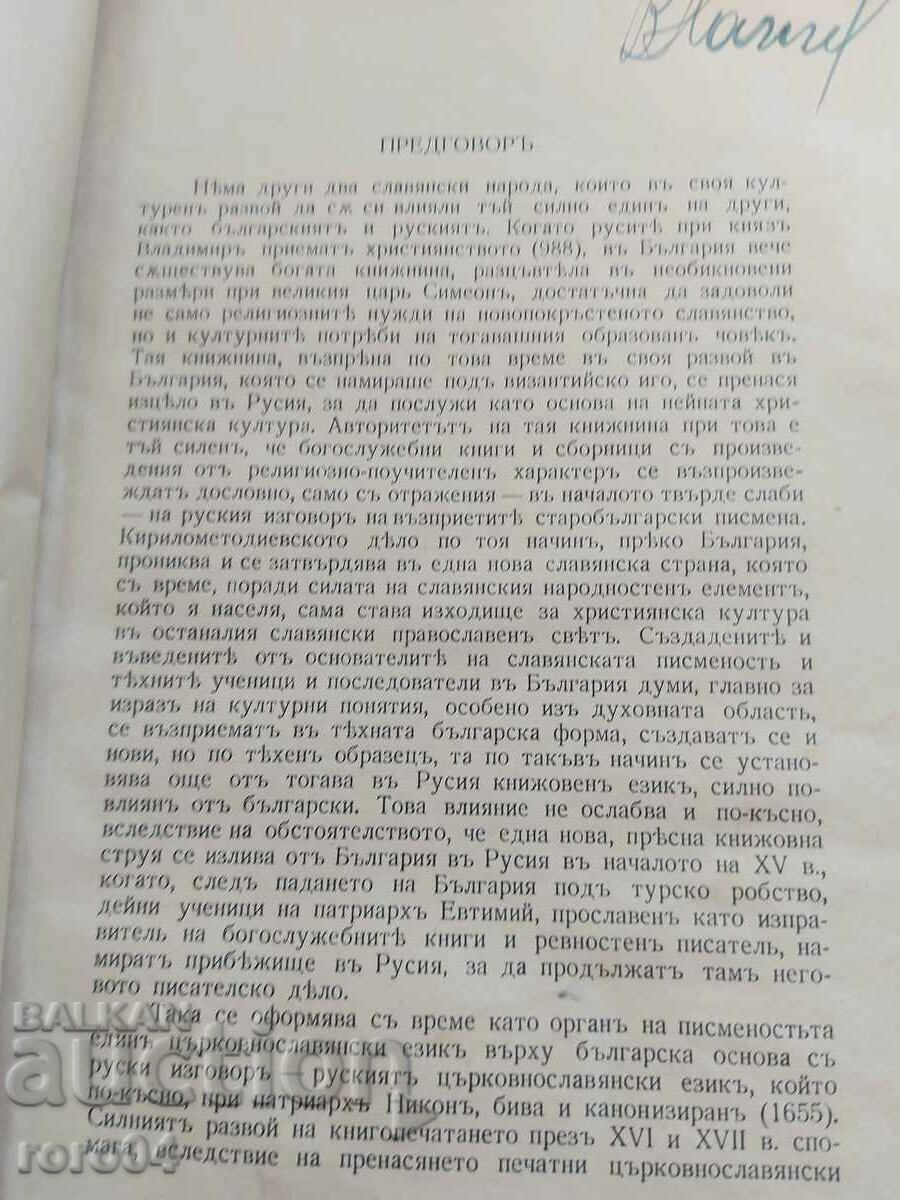 ПРЕДГОВОРЪ
Нѣма други два славянски народа, които въ своя кул-
туренъ развой да сѫ си влияли тъй силно единъ на други,
както българскиятъ и рускиятъ. Когато руситѣ при князъ
Владимиръ приематъ християнството (988), въ България вече
сѫществува богата книжнина, разцъвтѣла въ необикновени
размѣри при великия царь Симеонъ, достатъчна да задоволи
не само религиознитѣ нужди на новопокръстеното славянство,
но и културнитѣ потрѣби на тогавашния образованъ човѣкъ.
Тая книжнина, възпрѣна по това време въ своя развой въ
България, която се намираше подъ византийско иго, се пренася
изцѣло въ Русия, за да послужи като основа на нейната хри-
стиянска култура. Авторитетътъ на тая книжнина при това е
тъй силенъ, че богослужебни книги и сборници съ произве-
дения отъ религиозно-поучителенъ характеръ се възпроизве-
ждатъ дословно, само съ отражения — въ началото твърде слаби
— на руския изговоръ на възприетитѣ старобългарски писмена.
Кирилометодиевското дѣло по тоя начинъ, прѣко България,
прониква и се затвърдява въ една нова славянска страна, която
съ време, поради силата на славянския народностенъ елементъ,
който я населя, сама става изходище за християнска култура
въ останалия славянски православенъ свѣтъ. Създаденитѣ и
въведенитѣ отъ основателитѣ на славянската писменость и
тѣхнитѣ ученици и последователи въ България думи, главно за
изразъ на културни понятия, особено изъ духовната область,
се възприематъ въ тѣхната българска форма, създаватъ се и
нови, но по тѣхенъ образецъ, та по такъвъ начинъ се устано-
вява още отъ тогава въ Русия книжовенъ езикъ, силно по-
влиянъ отъ български. Това влияние не ослабва и по-късно,
вследствие на обстоятелството, че една нова, прѣсна книжовна
струя се излива отъ България въ Русия въ началото на XV в.,
когато, следъ падането на България подъ турско робство,
дейни ученици на патриархъ Евтимий, прославенъ като изпра-
витель на богослужебнитѣ книги и ревностенъ писатель, на-
миратъ прибѣжище въ Русия, за да продължатъ тамъ него-
вото писателско дѣло.
Така се оформява съ време като органъ на писменостьта
единъ църковнославянски езикъ върху българска основа съ
руски изговоръ рускиятъ църковнославянски езикъ, който
по-късно, при патриархъ Никонъ, бива и канонизиранъ (1655).
Силниятъ развой на книгопечатането презъ XVI и XVII в. спо-
мага, вследствие на пренасянето печатни църковнославянски
BALKAN
auction
roro04